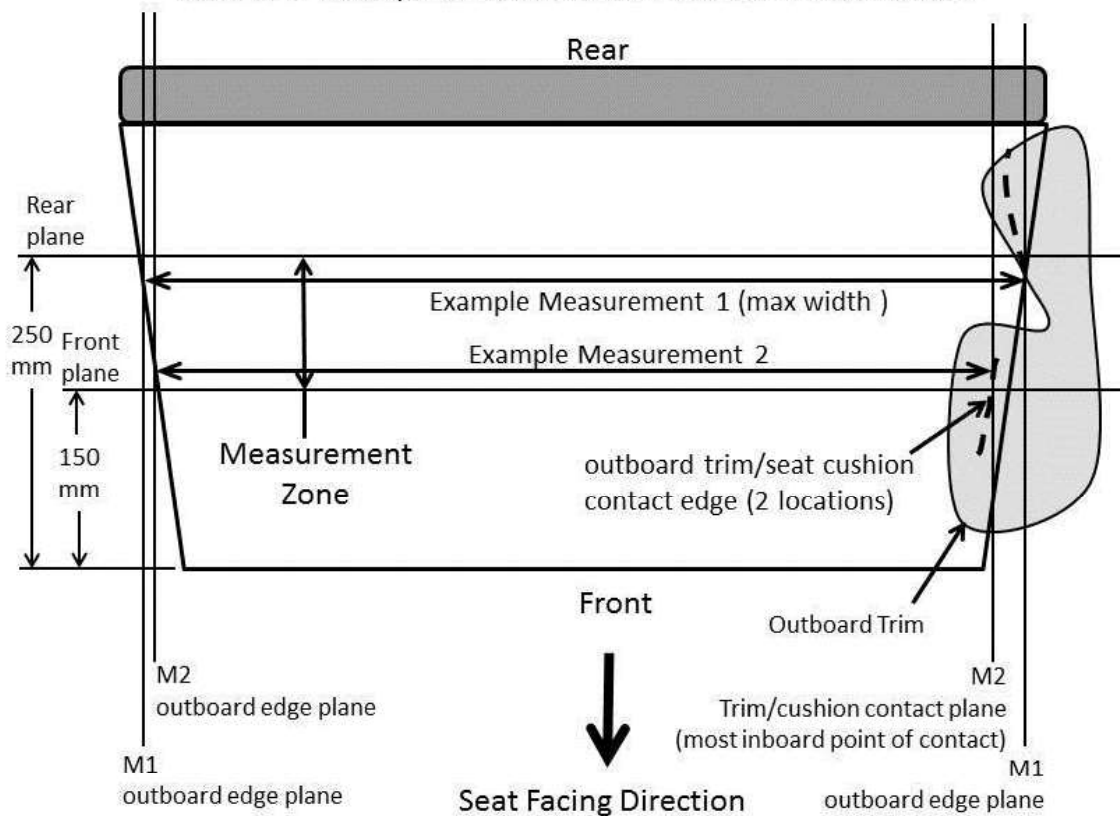 Rear
Rear
plane
Example Measurement 1 (max width )
250
mm
Front
plane
Example Measurement 2
150
mm
Measurement
Zone
outboard trim/seat cushion
contact edge (2 locations)
Front
Outboard Trim
M2
outboard edge plane
M2
Trim/cushion contact plane
(most inboard point of contact)
M1
outboard edge plane
Seat Facing Direction
M1
outboard edge plane